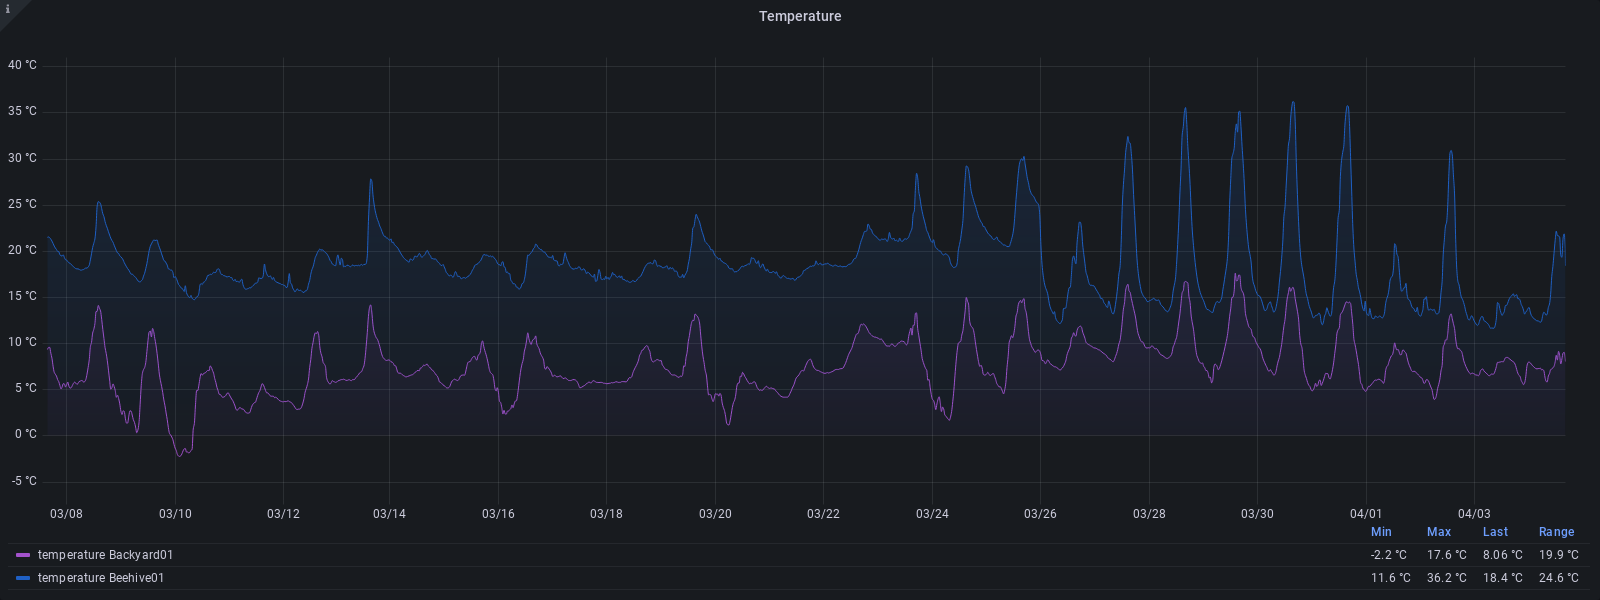 i
Temperature
40 °C
35 °C
30 °C
25 °C
20 °C
15 °C
10 °C
5 °C
0 °C
-5 °C
03/08 03/10 03/12 03/14 03/16 03/18 03/20 03/22 03/24 03/26 03/28 03/30 04/01 04/03
Min Max Last Range
temperature Backyard01 -2.2 °C 17.6 °C 8.06 °C 19.9 °C
temperature Beehive01 11.6 °C 36.2 °C 18.4 °C 24.6 °C